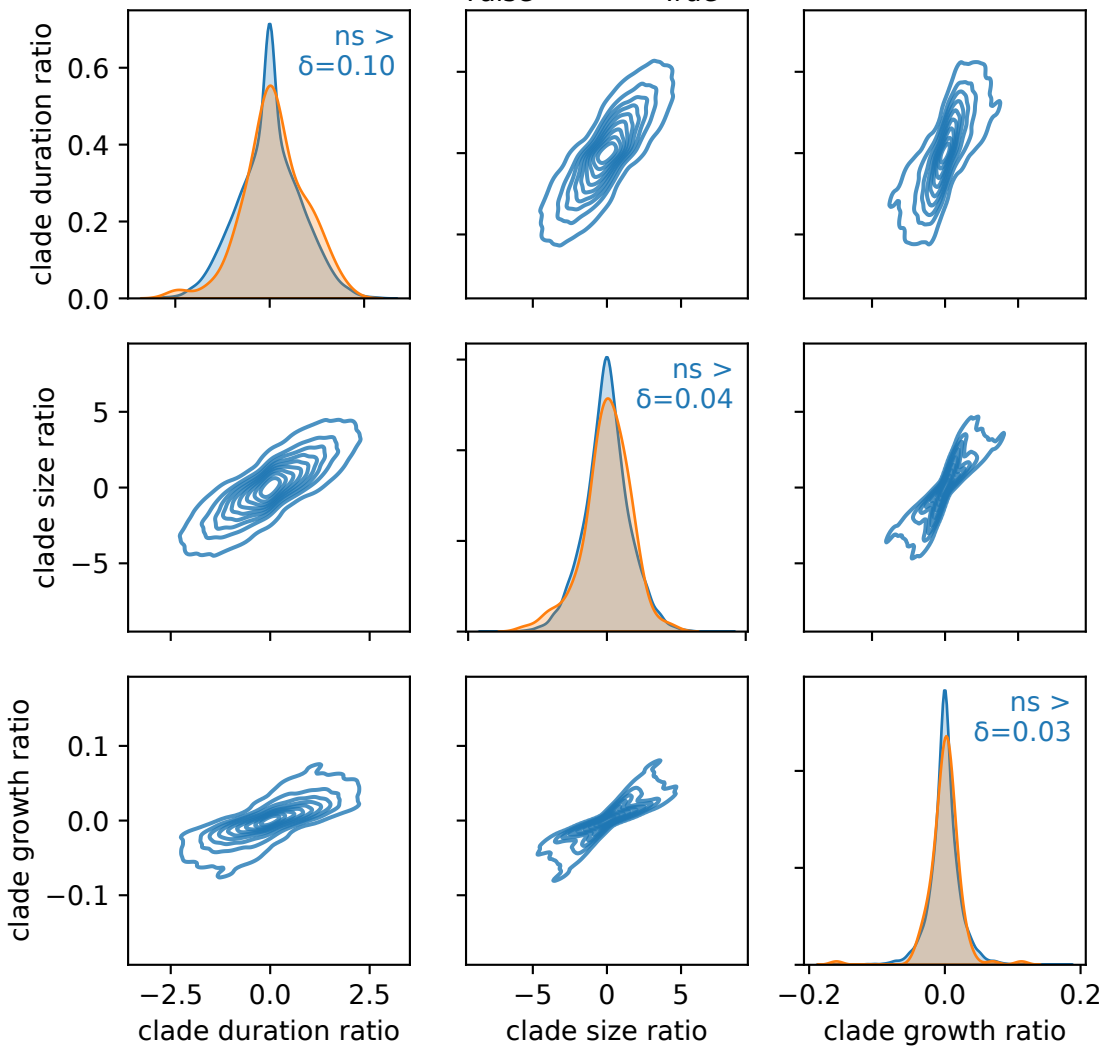 clade duration ratio
0.6
0.4
0.2
0.0
ns >
δ=0.10
clade size ratio
5
0
−5
ns >
δ=0.04
clade growth ratio
0.1
0.0
−0.1
ns >
δ=0.03
−2.5 0.0 2.5
−5 0 5
−0.2 0.0 0.2
clade duration ratio
clade size ratio
clade growth ratio